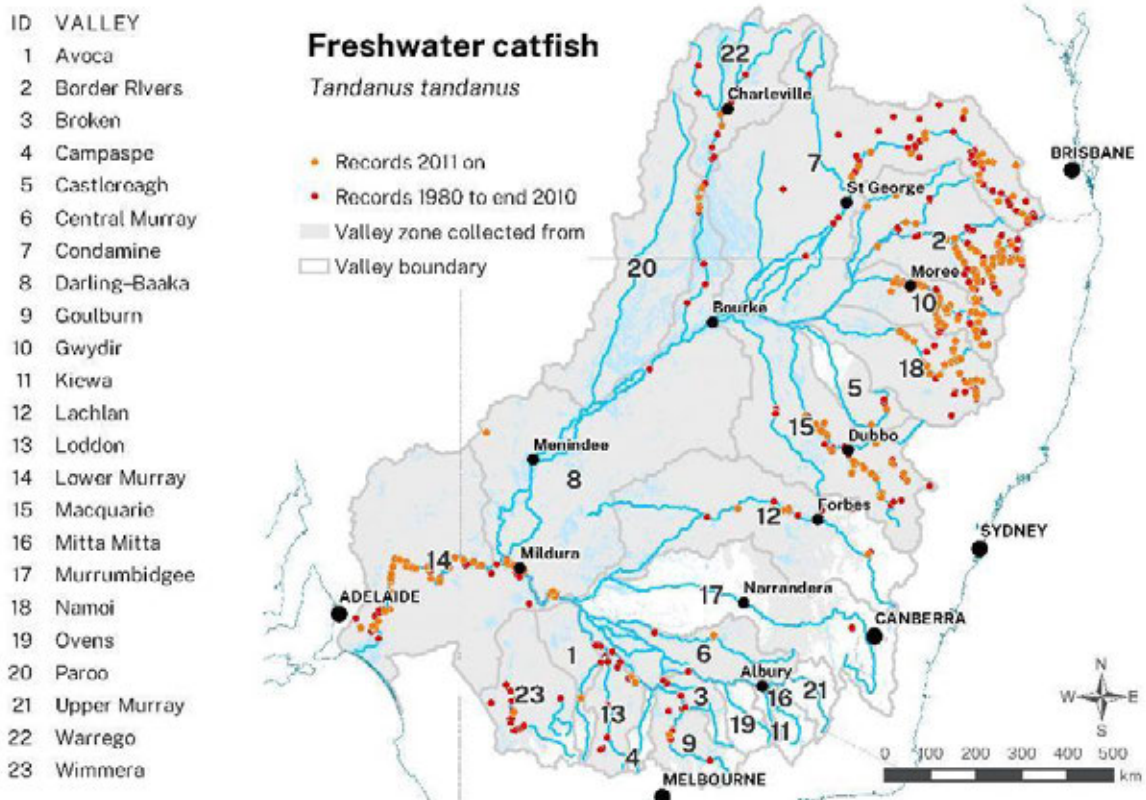 ID VALLEY
1 Avoca
2 Border RIvers
3 Broken
4 Campaspe
5 Castlereagh
6 Central Murray
7 Condamine
8 Darling–Baaka
9 Goulburn
10 Gwydir
11 Kiewa
12 Lachlan
13 Loddon
14 Lower Murray
15 Macquarie
16 Mitta Mitta
17 Murrumbidgee
18 Namoi
19 Ovens
20 Paroo
21 Upper Murray
22 Warrego
23 Wimmera
Freshwater catfish
Tandanus tandanus
Records 2011 on
Records 1980 to end 2010
Valley zone collected from
Valley boundary
22
Charleville
BRISBANE
7
St George
2
20
Moree
10
Bourke
18
5
15
Dubbo
Menindee
8
12
Forbes
SYDNEY
14
Mildura
17
Narrandera
ADELAIDE
CANBERRA
1
6
Albury
23
3
16
21
13
19
11
9
4
MELBOURNE
N
W
E
S
0 100 200 300 400 500
km